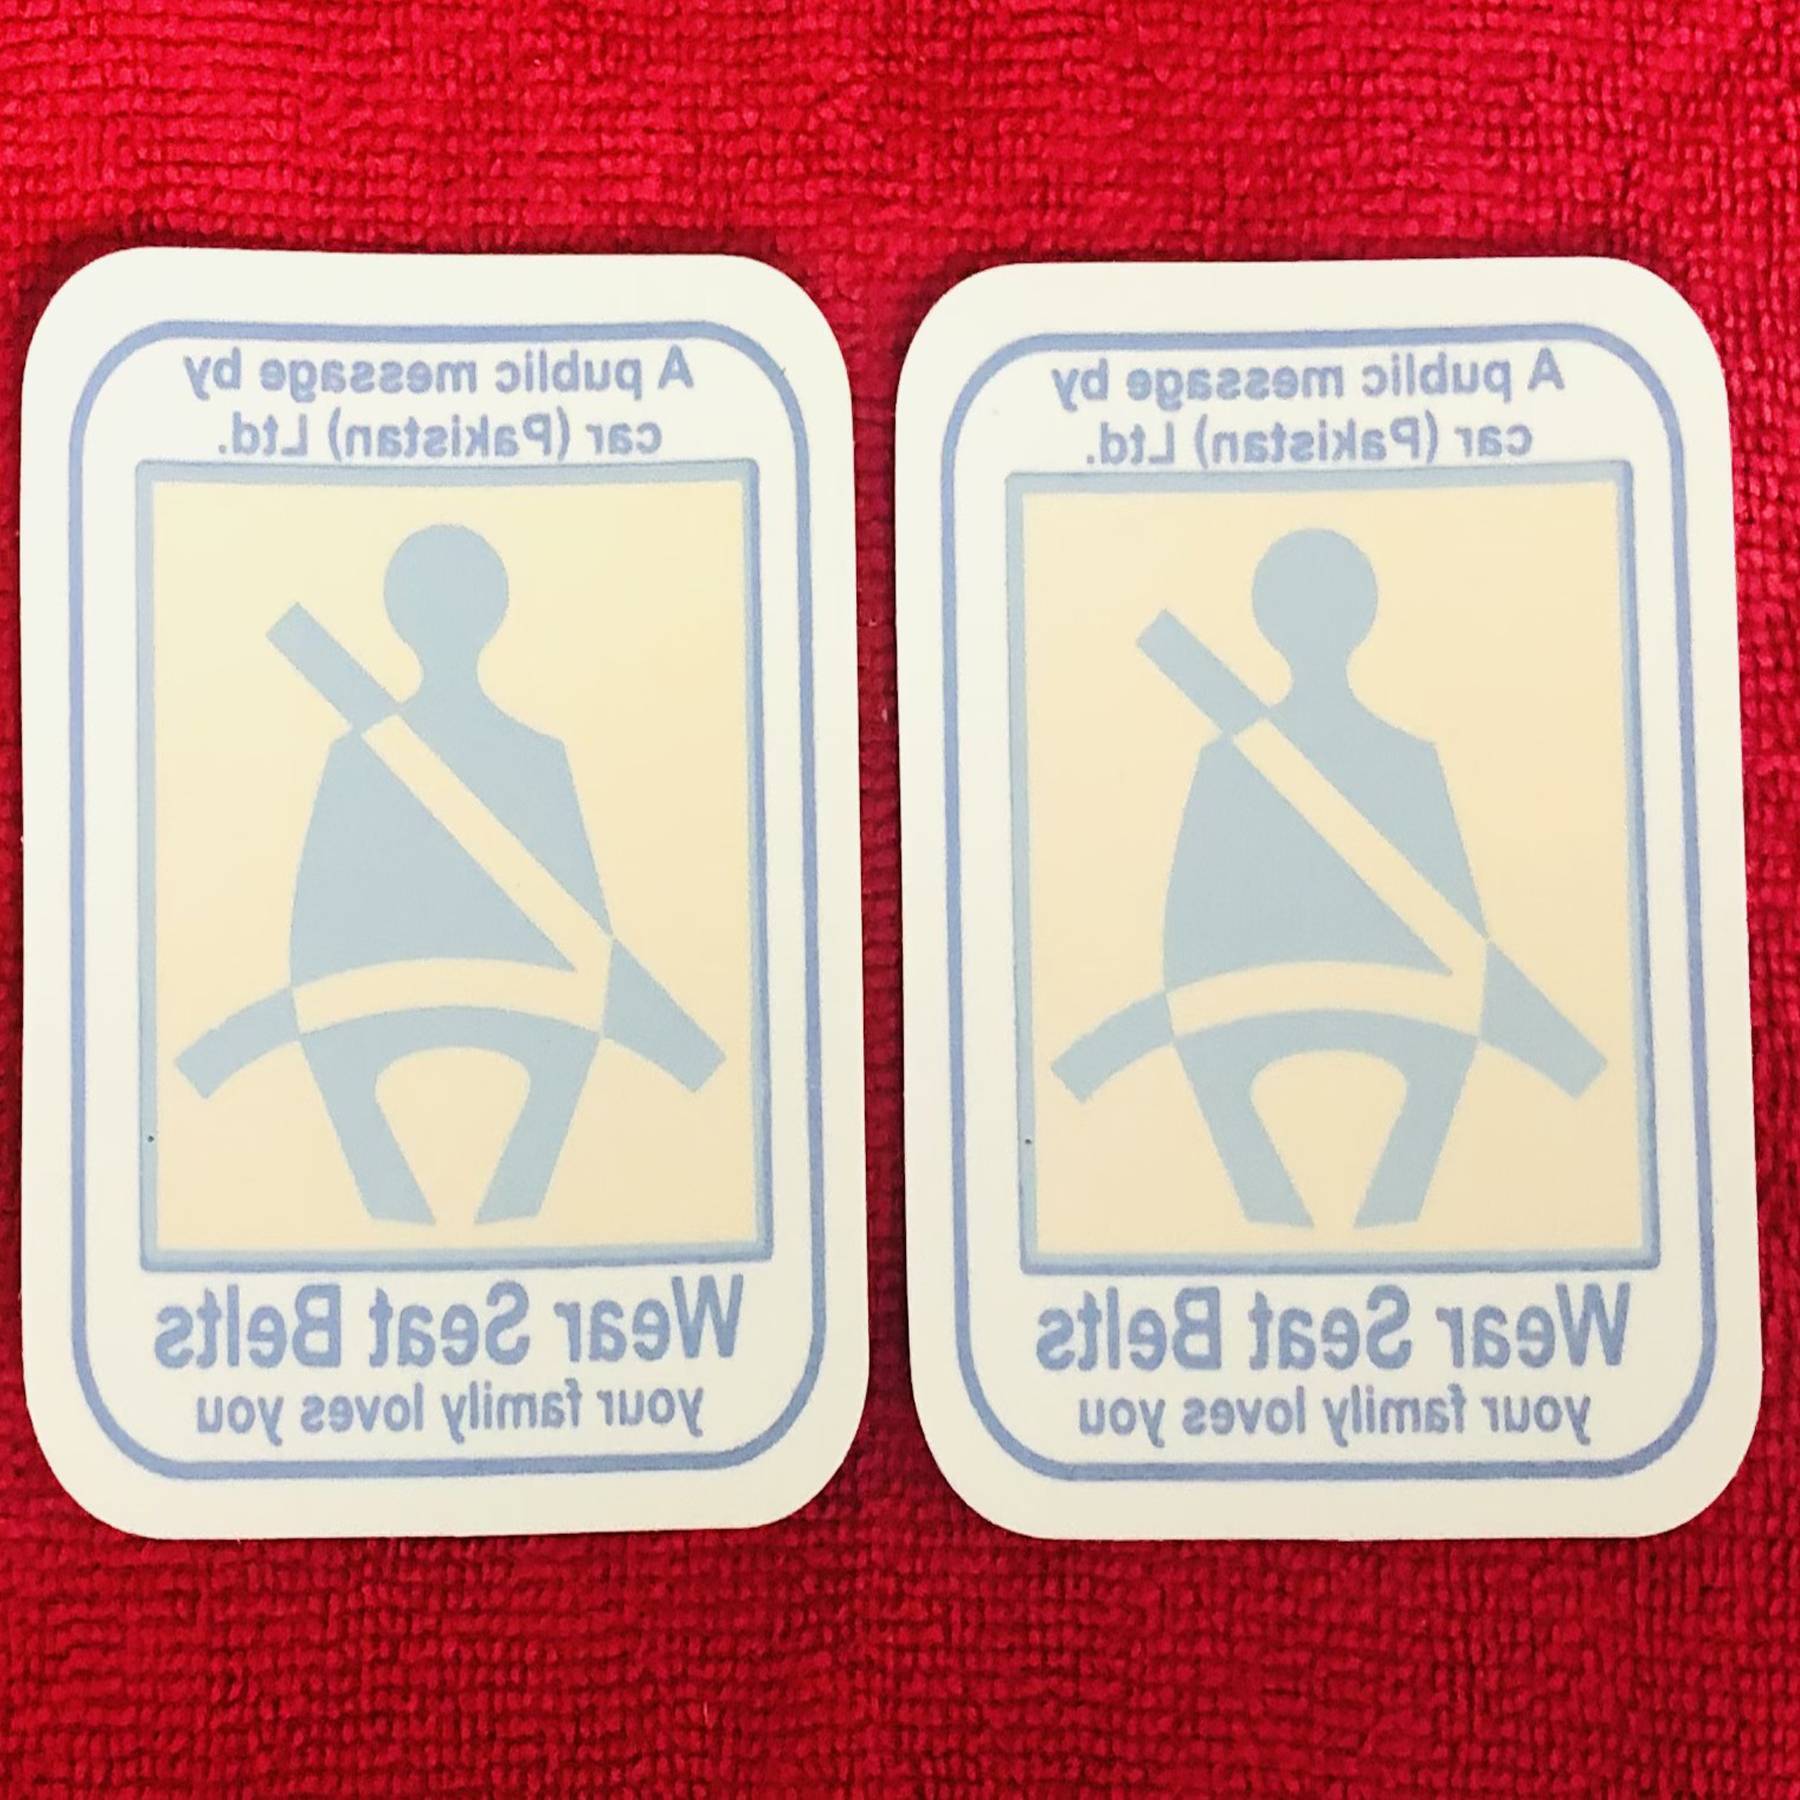 A public message by
car (Pakistan) Ltd.
Wear Seat Belts
your family loves you
A public message by
car (Pakistan) Ltd.
Wear Seat Belts
your family loves you